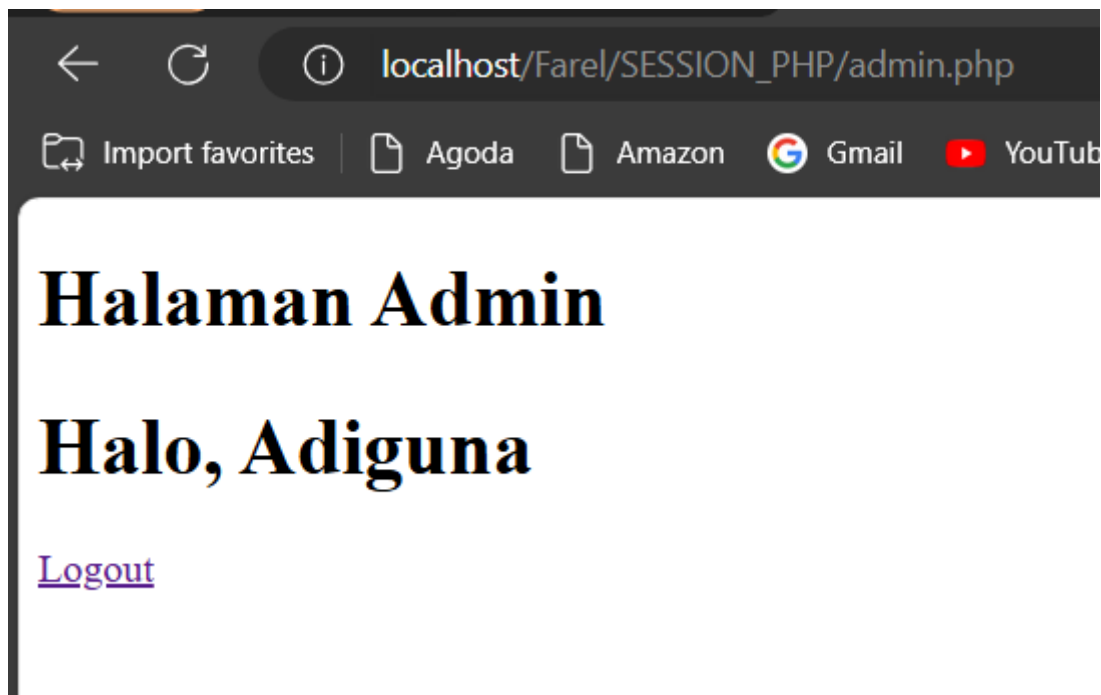 localhost/Farel/SESSION_PHP/admin.php
Import favorites Agoda Amazon Gmail YouTub
Halaman Admin
Halo, Adiguna
Logout